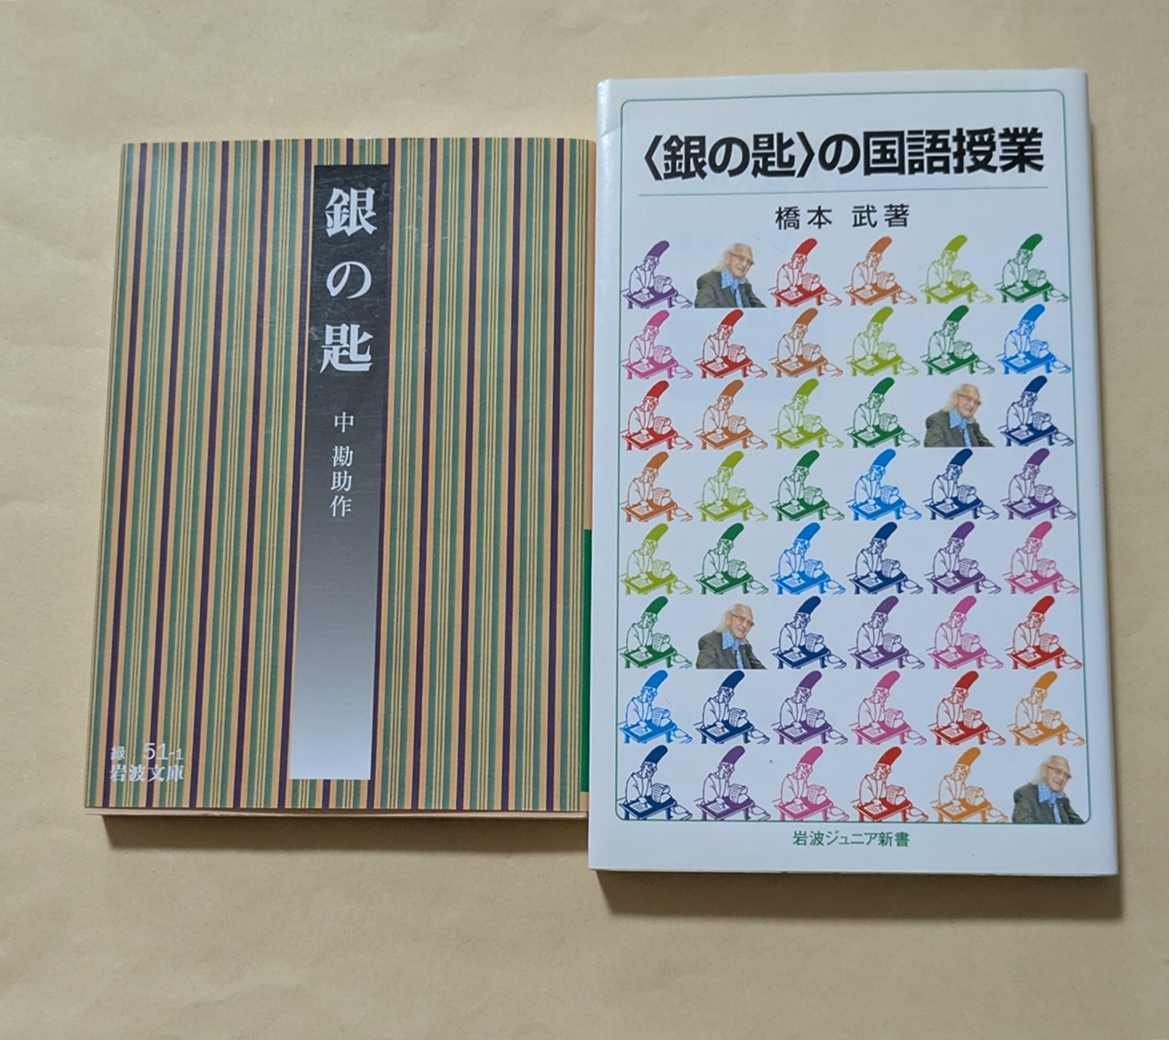 銀の匙
中 勘助作
緑 51-1
岩波文庫
〈銀の匙〉の国語授業
橋本 武著
岩波ジュニア新書